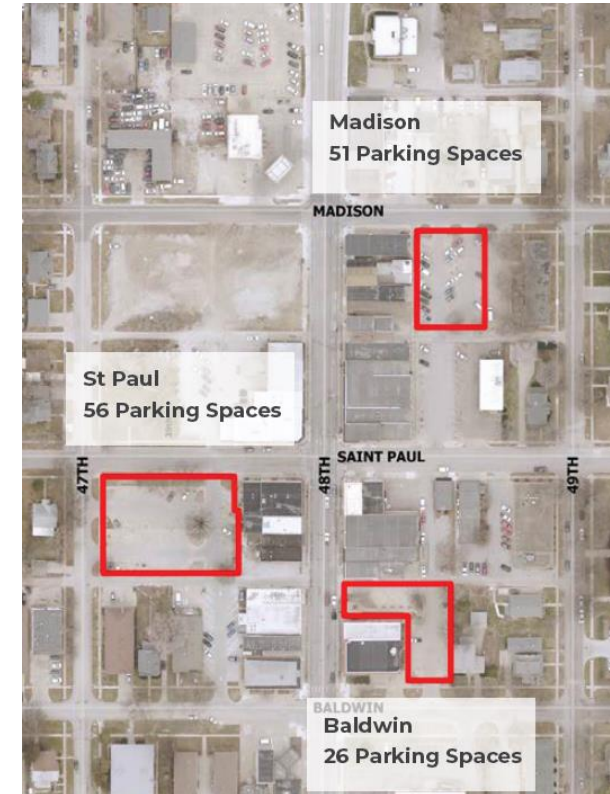 Madison
51 Parking Spaces
MADISON
St Paul
56 Parking Spaces
47TH
48TH
SAINT PAUL
49TH
BALDWIN
Baldwin
26 Parking Spaces